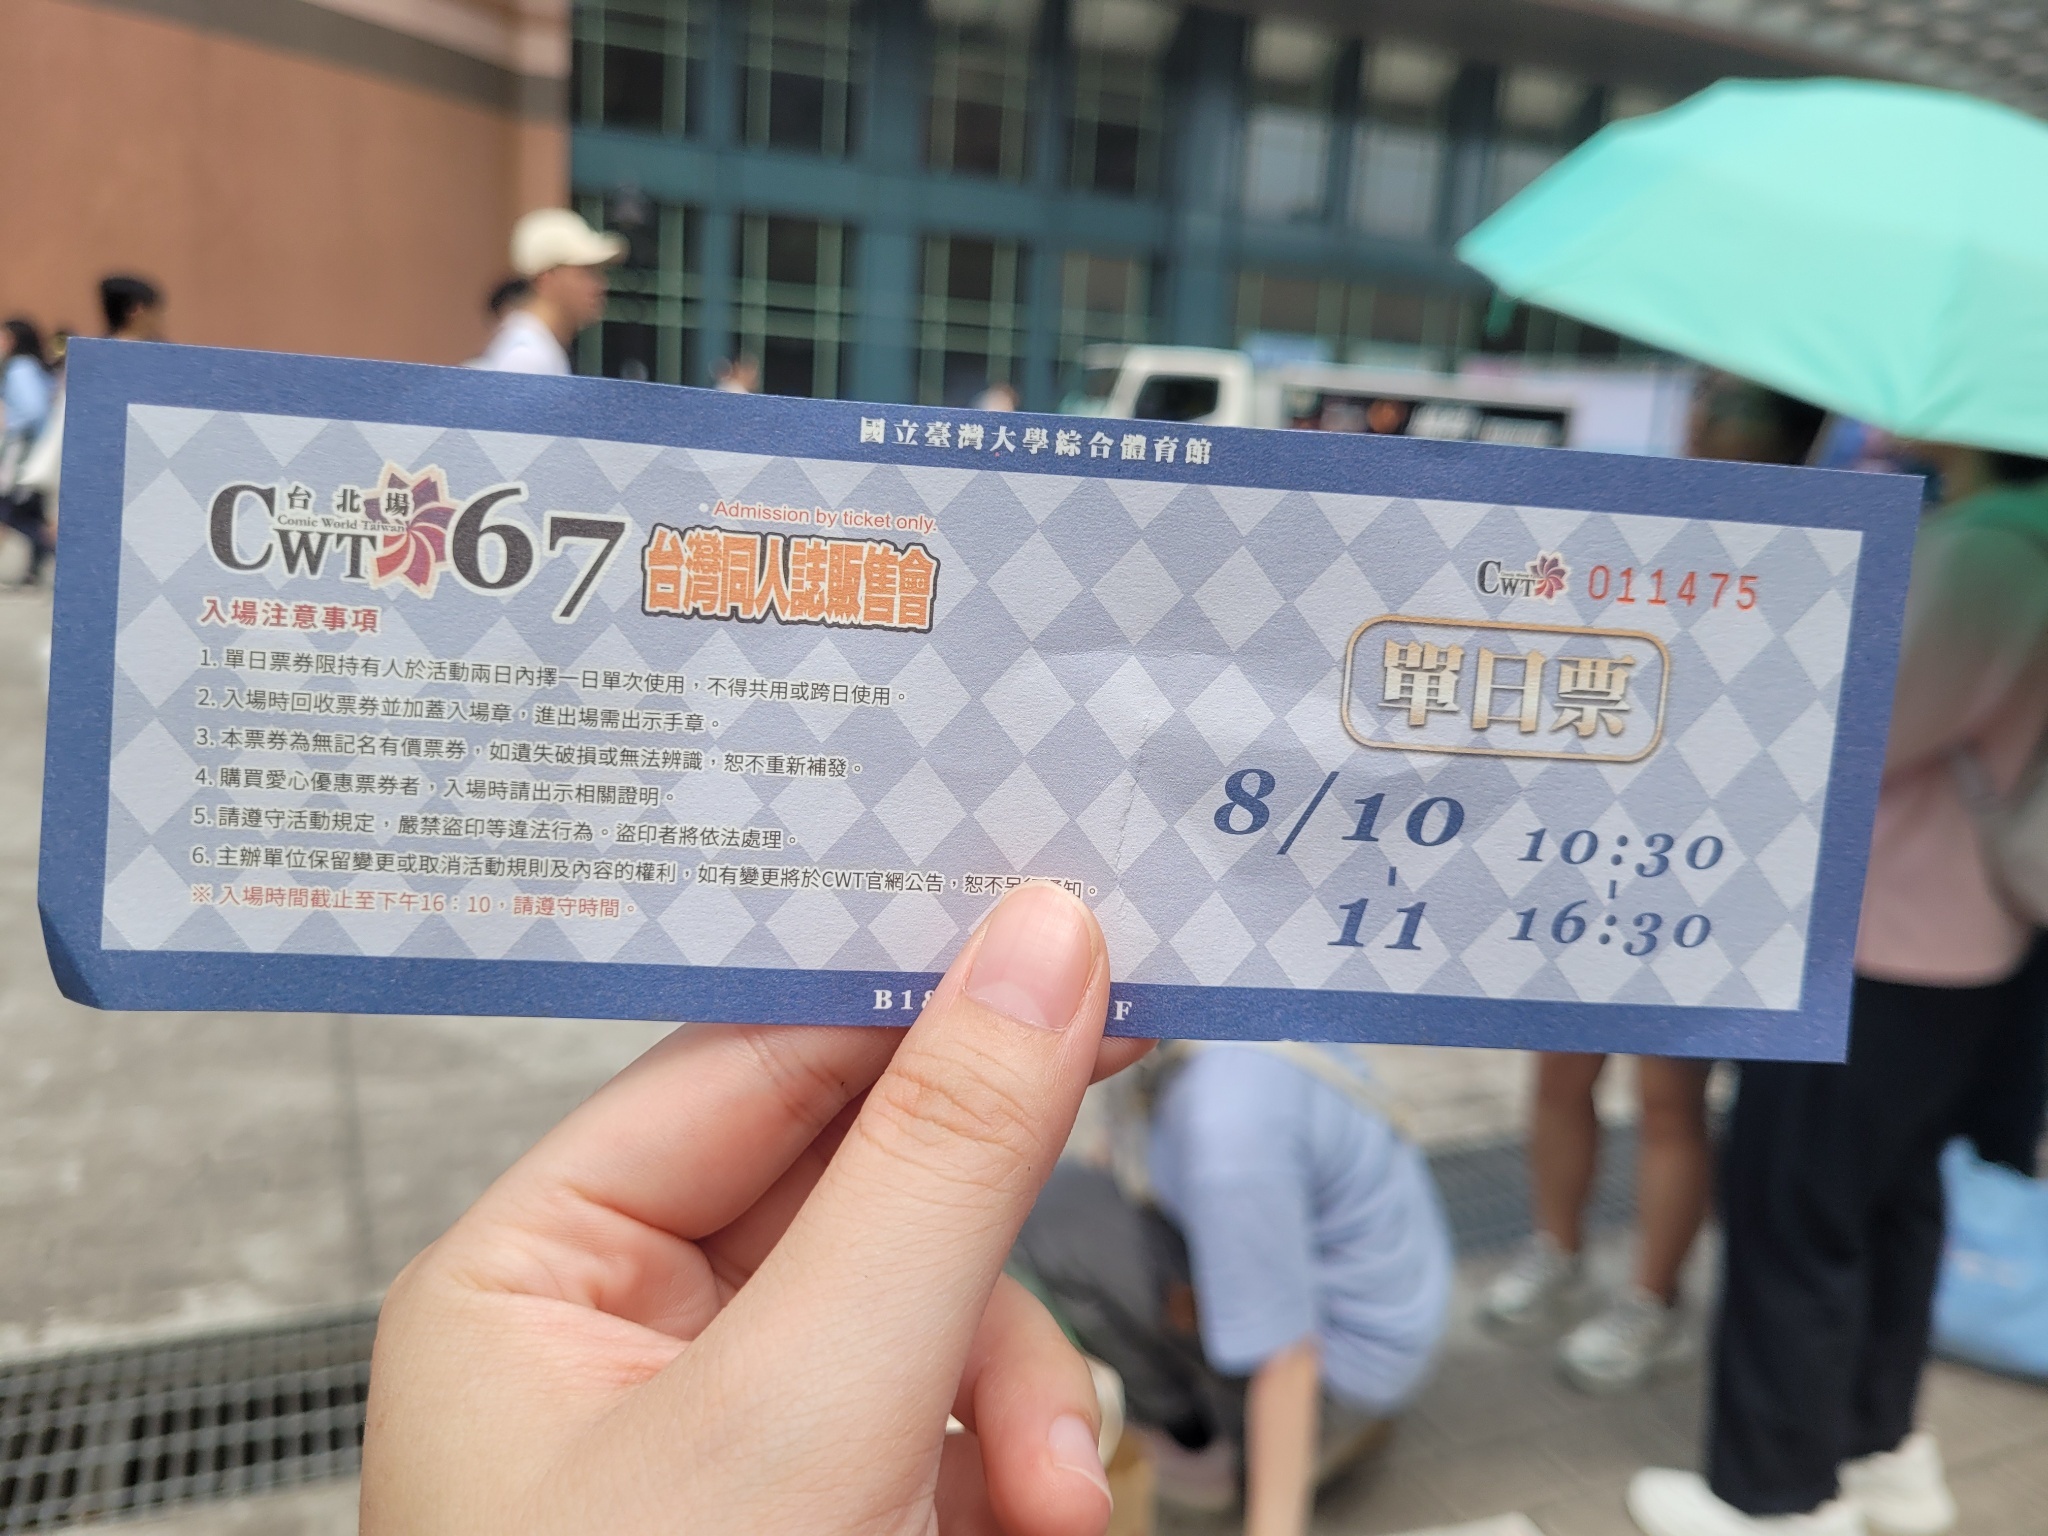 國立臺灣大學綜合體育館
CWT67
台北場
Comic World Taiwan
Admission by ticket only.
台灣同人誌販售會
入場注意事項
1. 單日票券限持有人於活動兩日內擇一日單次使用，不得共用或跨日使用。
2. 入場時回收票券並加蓋入場章，進出場需出示手章。
3. 本票券為無記名有價票券，如遺失破損或無法辨識，恕不重新補發。
4. 購買愛心優惠票券者，入場時請出示相關證明。
5. 請遵守活動規定，嚴禁盜印等違法行為。盜印者將依法處理。
6. 主辦單位保留變更或取消活動規則及內容的權利，如有變更將於CWT官網公告，恕不另行通知。
※ 入場時間截止至下午16：10，請遵守時間。
CWT 011475
單日票
8/10 10:30
11 16:30
B1 F